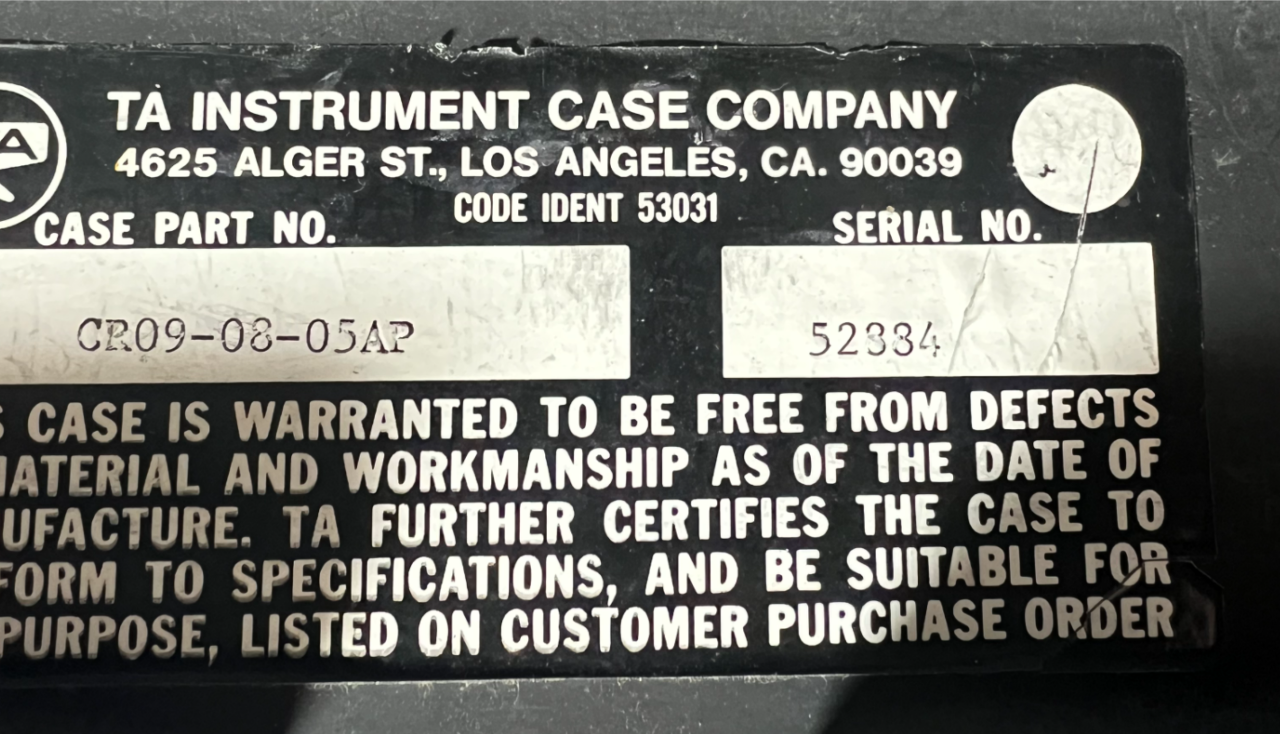 A
TA INSTRUMENT CASE COMPANY
4625 ALGER ST., LOS ANGELES, CA. 90039
CODE IDENT 53031
CASE PART NO.
SERIAL NO.
CR09-08-05AP
52884
S CASE IS WARRANTED TO BE FREE FROM DEFECTS
MATERIAL AND WORKMANSHIP AS OF THE DATE OF
UFACTURE. TA FURTHER CERTIFIES THE CASE TO
FORM TO SPECIFICATIONS, AND BE SUITABLE FOR
PURPOSE, LISTED ON CUSTOMER PURCHASE ORDER